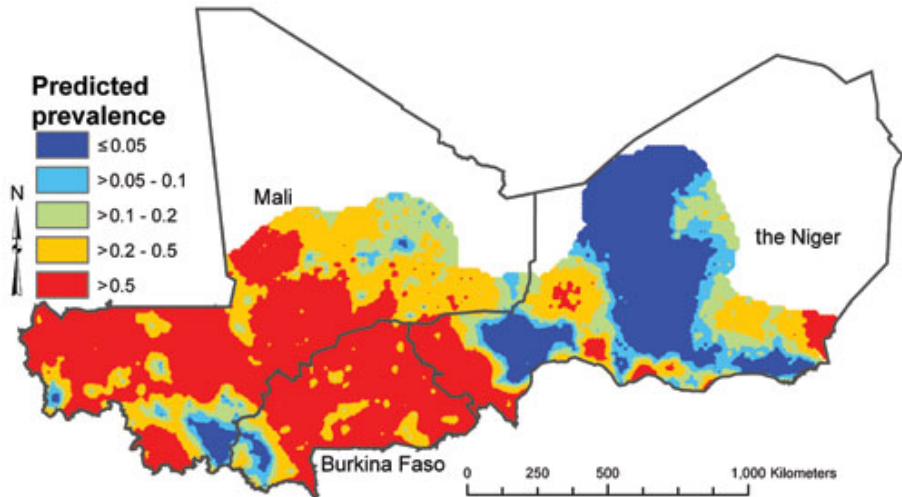 Predicted
prevalence
≤ 0.05
>0.05 - 0.1
>0.1 - 0.2
>0.2 - 0.5
>0.5
N
Mali
the Niger
Burkina Faso
0 250 500 1,000 Kilometers